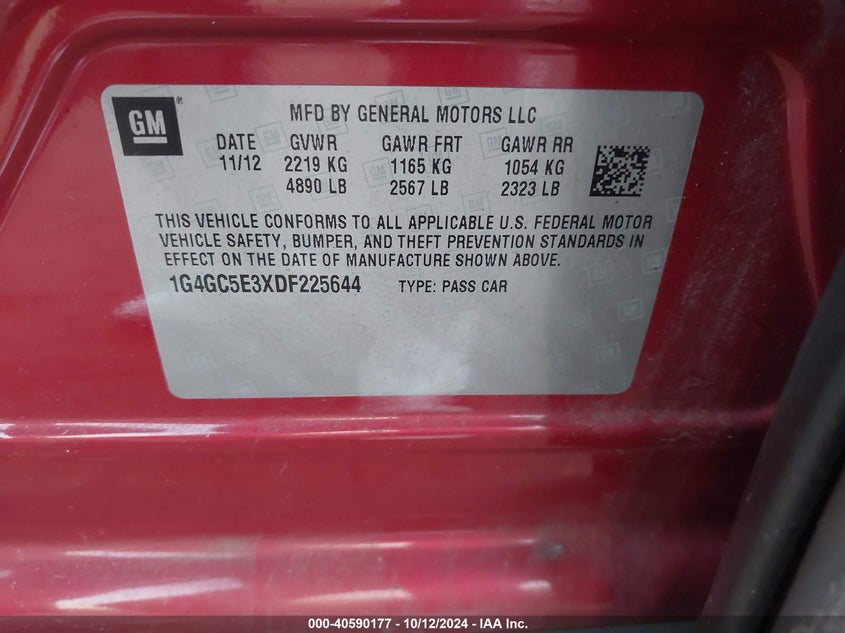 GM®
MFD BY GENERAL MOTORS LLC
DATE GVWR GAWR FRT GAWR RR
11/12 2219 KG 1165 KG 1054 KG
4890 LB 2567 LB 2323 LB
THIS VEHICLE CONFORMS TO ALL APPLICABLE U.S. FEDERAL MOTOR
VEHICLE SAFETY, BUMPER, AND THEFT PREVENTION STANDARDS IN
EFFECT ON THE DATE OF MANUFACTURE SHOWN ABOVE.
1G4GC5E3XDF225644 TYPE: PASS CAR
000-40590177 - 10/12/2024 - IAA Inc.